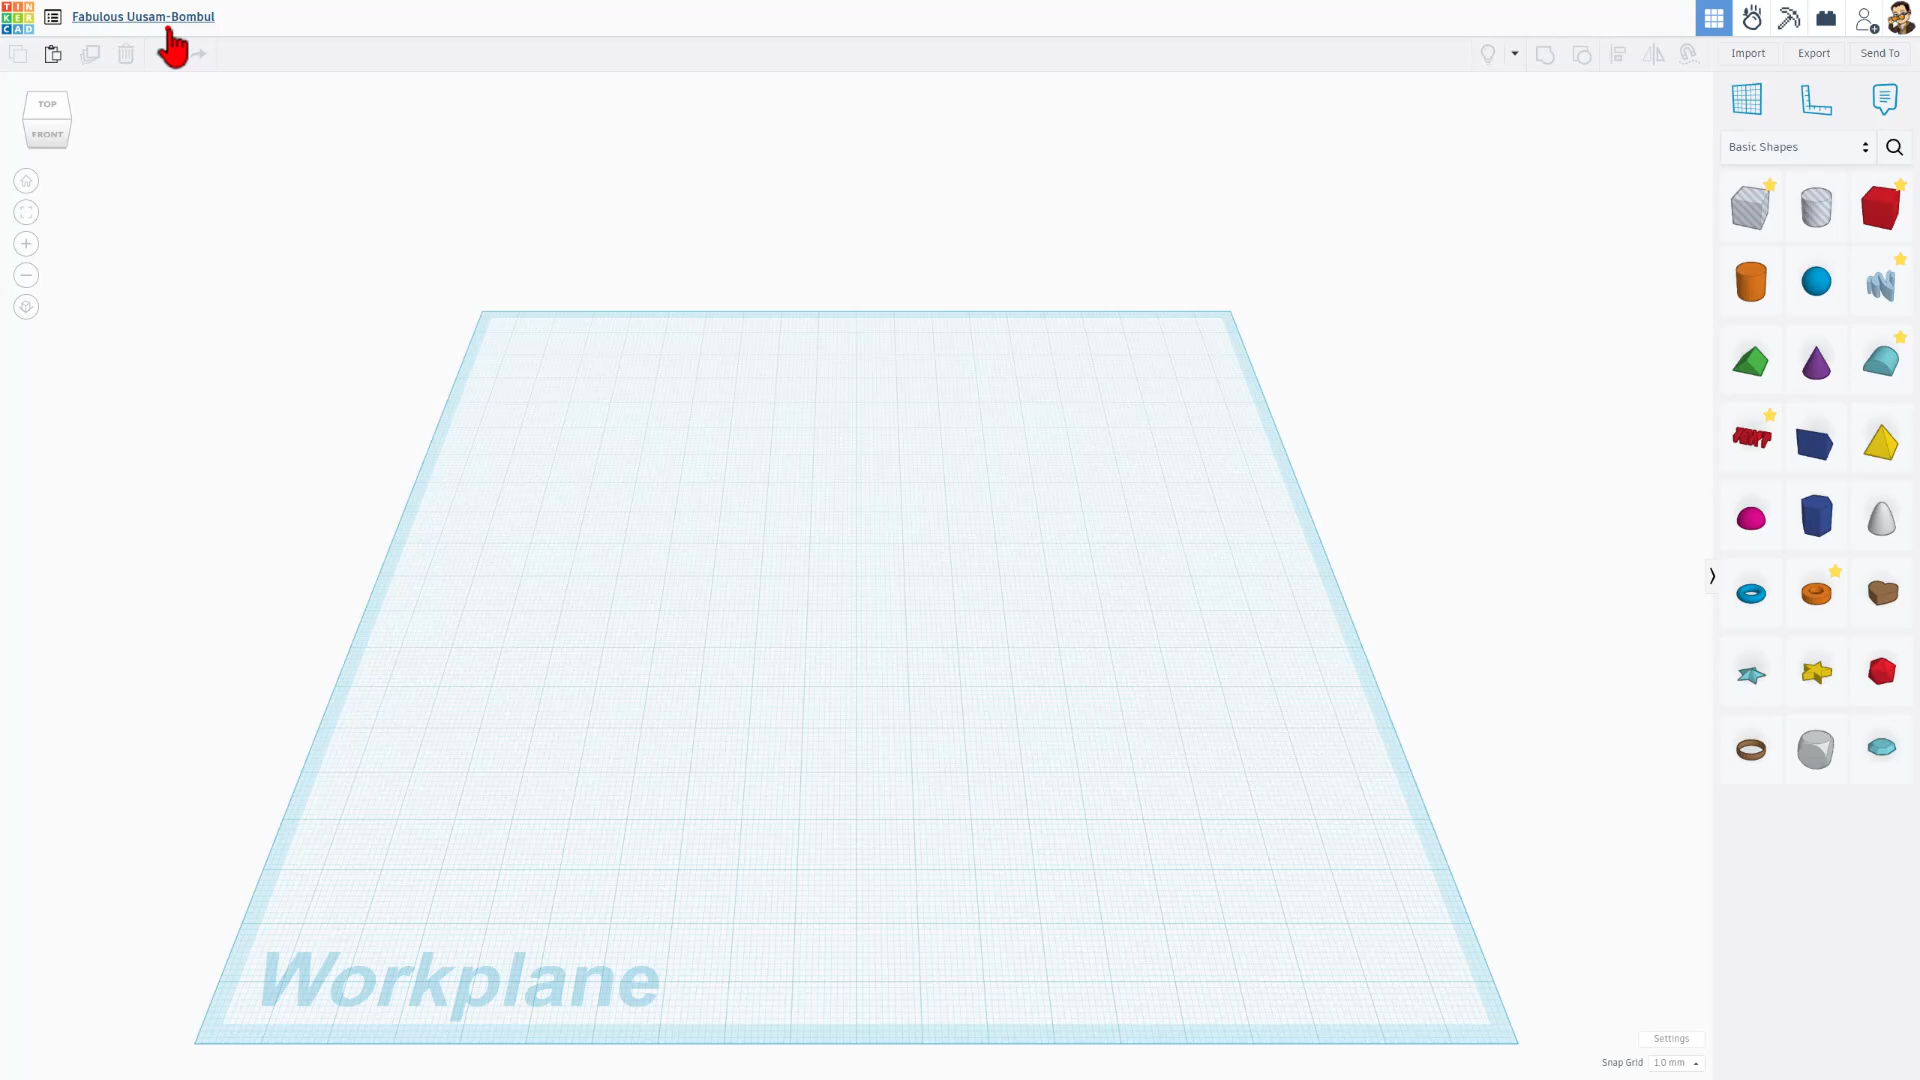 TIN
KER
CAD
Fabulous Uusam-Bombul
Import
Export
Send To
TOP
FRONT
Basic Shapes
TEXT
Workplane
Settings
Snap Grid
1.0 mm